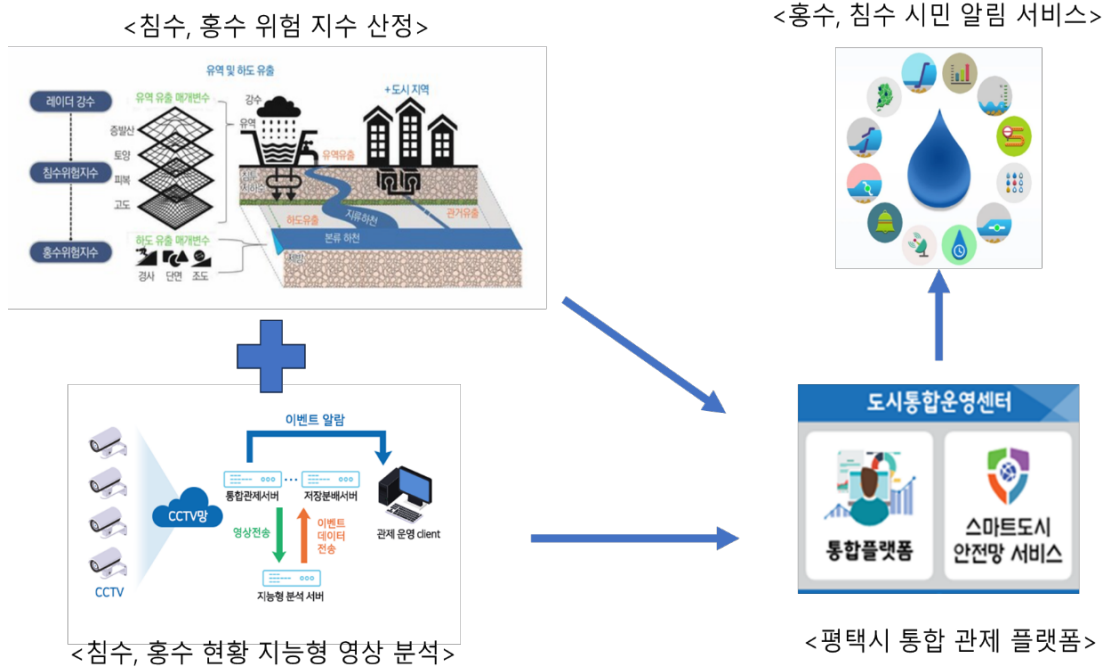 <침수, 홍수 위험 지수 산정>
유역 및 하도 유출
레이더 강수
침수위험지수
홍수위험지수
유역 유출 매개변수
증발산
토양
피복
고도
하도 유출 매개변수
경사 단면 조도
강수
유역
+도시 지역
유역유출
지하수
하도유출
지류하천
관거유출
본류 하천
<홍수, 침수 시민 알림 서비스>
이벤트 알람
CCTV망
CCTV
통합관제서버
저장분배서버
영상전송
이벤트
데이터
전송
관제 운영 client
지능형 분석 서버
<침수, 홍수 현황 지능형 영상 분석>
도시통합운영센터
통합플랫폼
스마트도시
안전망 서비스
<평택시 통합 관제 플랫폼>